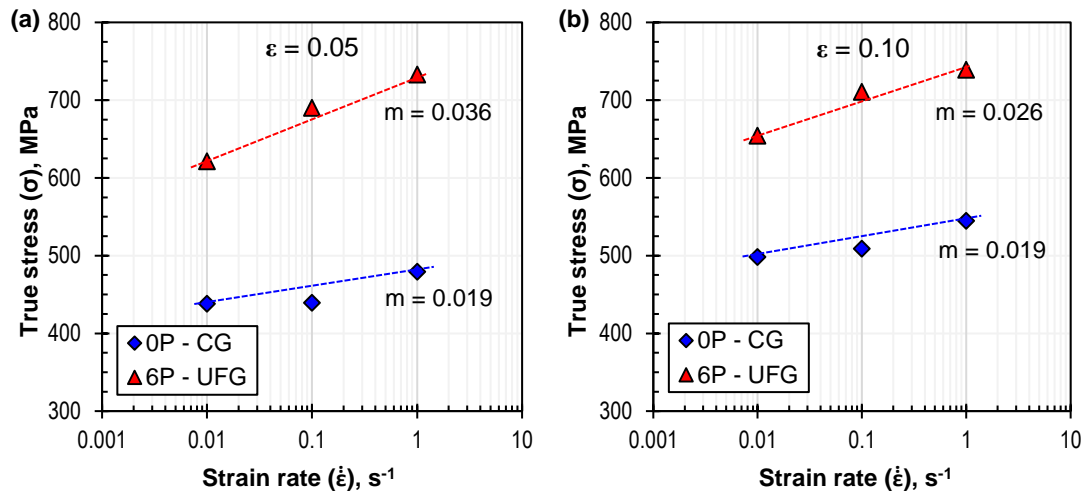 (a)
True stress (σ), MPa
800
700
600
500
400
300
ε = 0.05
m = 0.036
m = 0.019
0P - CG
6P - UFG
0.001 0.01 0.1 1 10
Strain rate (ε̇), s⁻¹
(b)
True stress (σ), MPa
800
700
600
500
400
300
ε = 0.10
m = 0.026
m = 0.019
0P - CG
6P - UFG
0.001 0.01 0.1 1 10
Strain rate (ε̇), s⁻¹